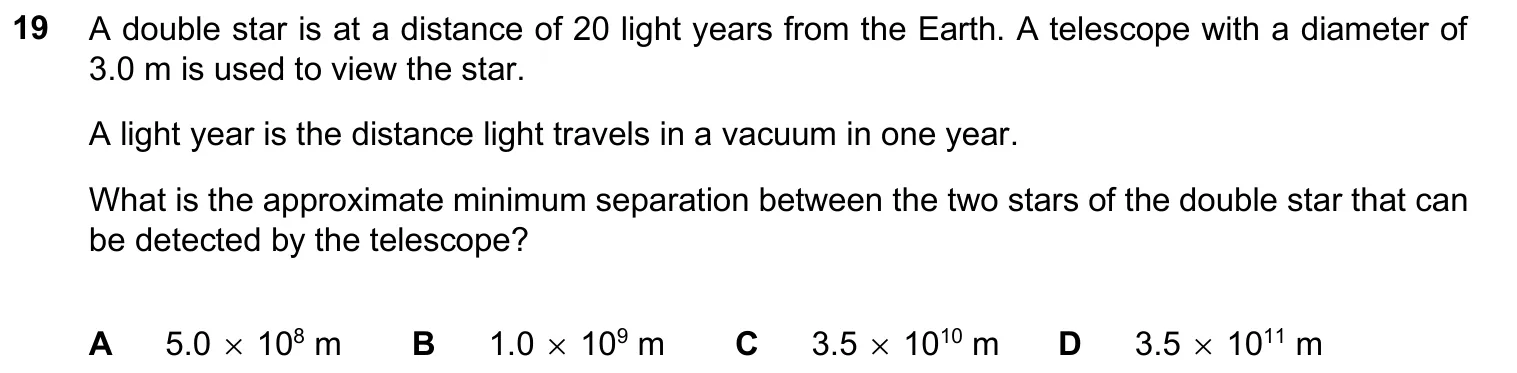 19 A double star is at a distance of 20 light years from the Earth. A telescope with a diameter of
3.0 m is used to view the star.
A light year is the distance light travels in a vacuum in one year.
What is the approximate minimum separation between the two stars of the double star that can
be detected by the telescope?
A 5.0 × 10⁸ m B 1.0 × 10⁹ m C 3.5 × 10¹⁰ m D 3.5 × 10¹¹ m